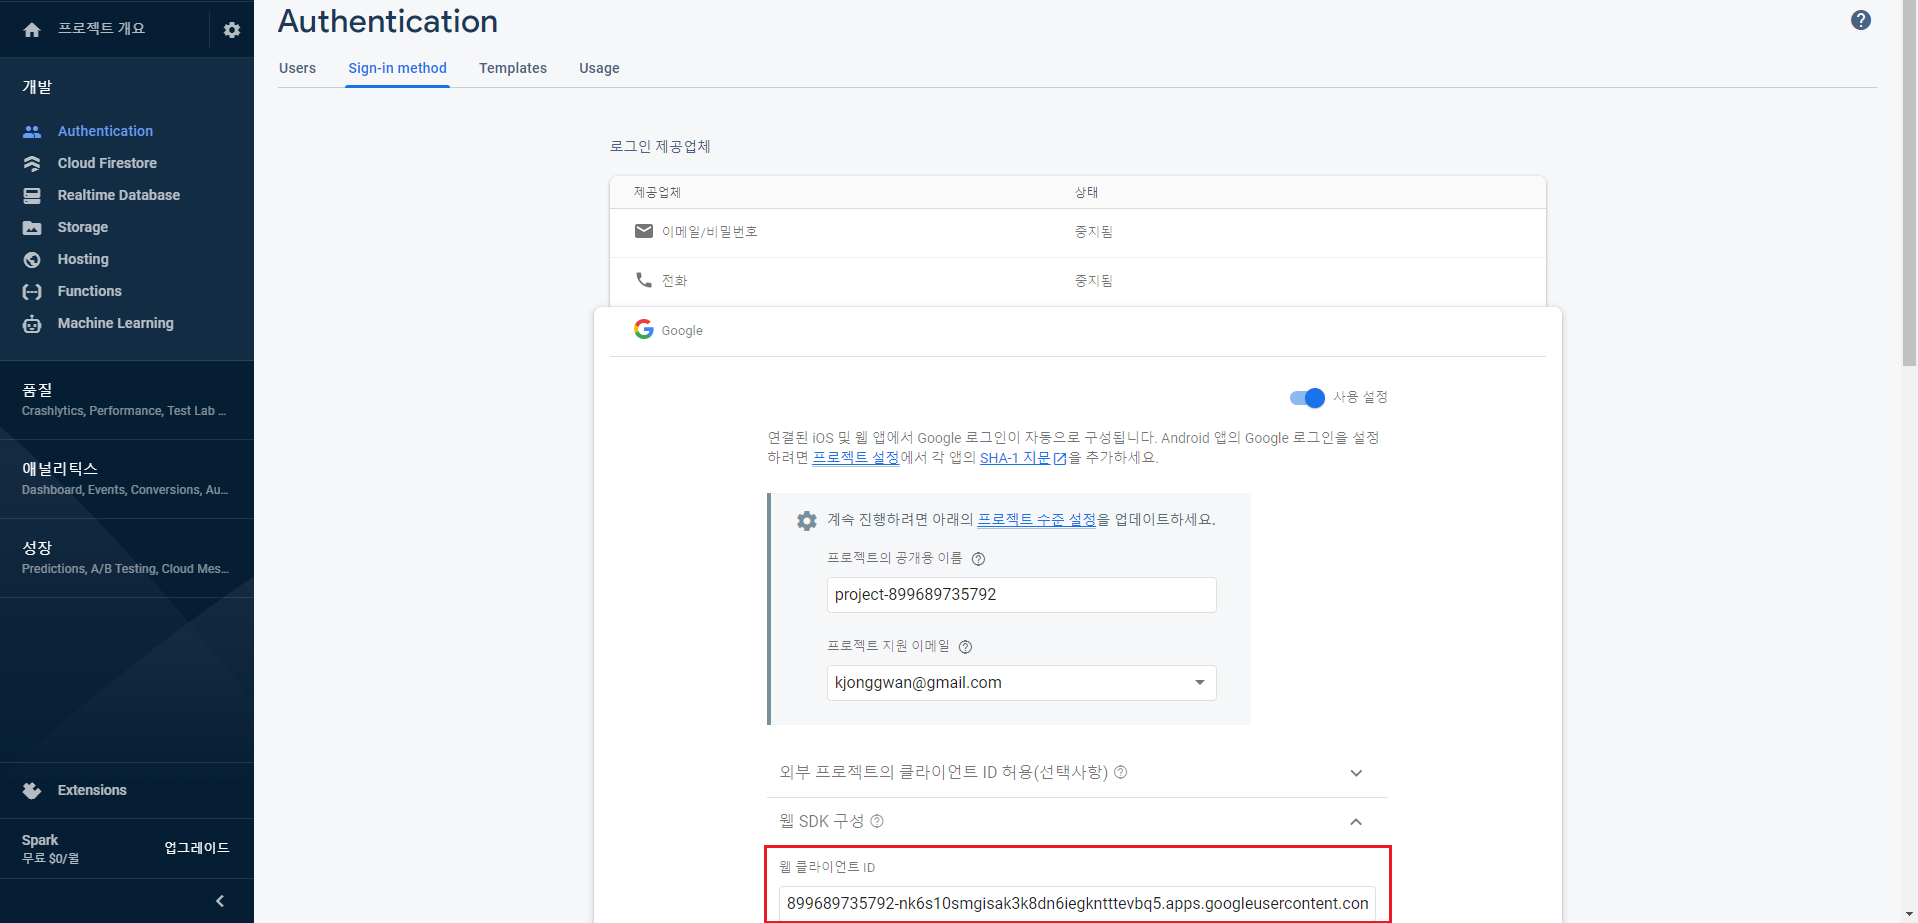 프로젝트 개요
개발
Authentication
Cloud Firestore
Realtime Database
Storage
Hosting
Functions
Machine Learning
품질
Crashlytics, Performance, Test Lab ...
애널리틱스
Dashboard, Events, Conversions, Au...
성장
Predictions, A/B Testing, Cloud Mes...
Extensions
Spark
무료 $0/월
업그레이드
Authentication
Users Sign-in method Templates Usage
로그인 제공업체
제공업체 상태
이메일/비밀번호 중지됨
전화 중지됨
Google
사용 설정
연결된 iOS 및 웹 앱에서 Google 로그인이 자동으로 구성됩니다. Android 앱의 Google 로그인을 설정
하려면 프로젝트 설정에서 각 앱의 SHA-1 지문을 추가하세요.
계속 진행하려면 아래의 프로젝트 수준 설정을 업데이트하세요.
프로젝트의 공개용 이름
project-899689735792
프로젝트 지원 이메일
kjonggwan@gmail.com
외부 프로젝트의 클라이언트 ID 허용(선택사항)
웹 SDK 구성
웹 클라이언트 ID
899689735792-nk6s10smgisak3k8dn6iegkntttevbq5.apps.googleusercontent.con